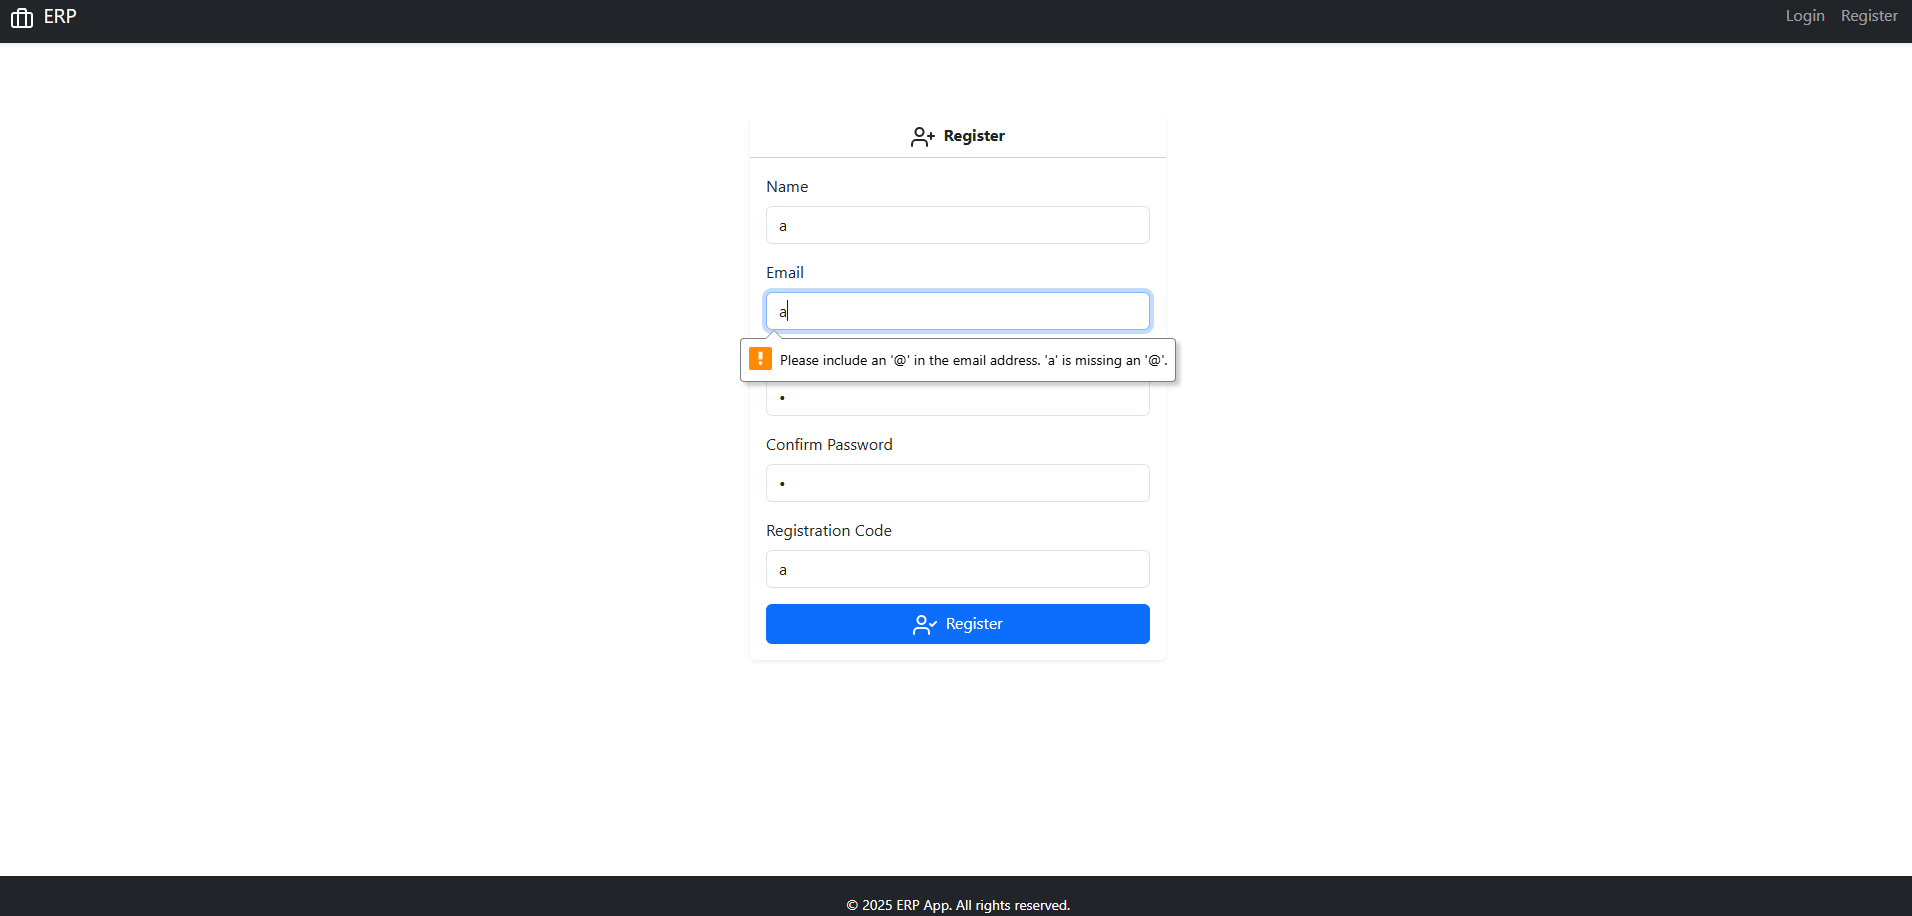 ERP
Login Register
Register
Name
a
Email
a
Please include an '@' in the email address. 'a' is missing an '@'.
•
Confirm Password
•
Registration Code
a
Register
© 2025 ERP App. All rights reserved.